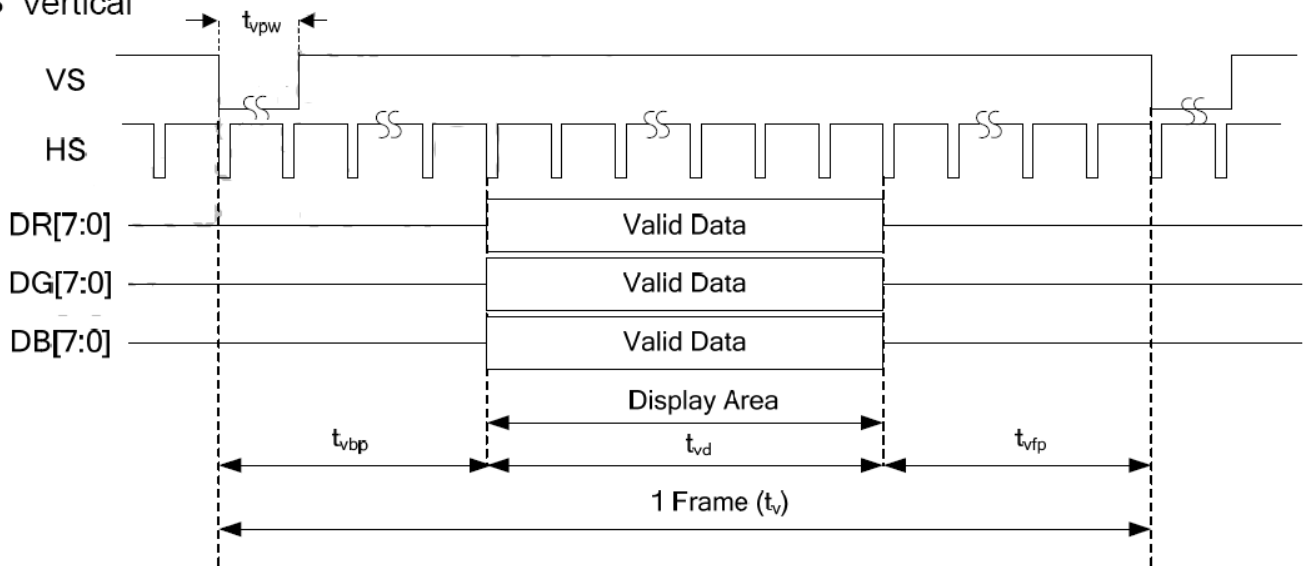 Vertical
tvpw
VS
HS
DR[7:0] Valid Data
DG[7:0] Valid Data
DB[7:0] Valid Data
Display Area
tvbp tvd tvfp
1 Frame (tv)